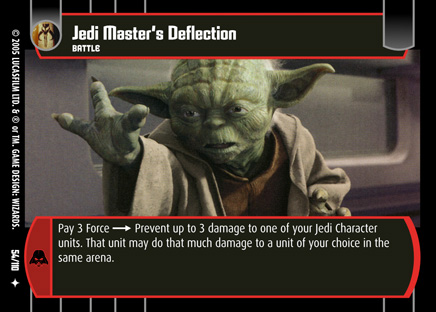 Jedi Master's Deflection
BATTLE
Pay 3 Force → Prevent up to 3 damage to one of your Jedi Character
units. That unit may do that much damage to a unit of your choice in the
same arena.
© 2005 LUCASFILM LTD. & ® or TM. GAME DESIGN: WIZARDS.
54/110